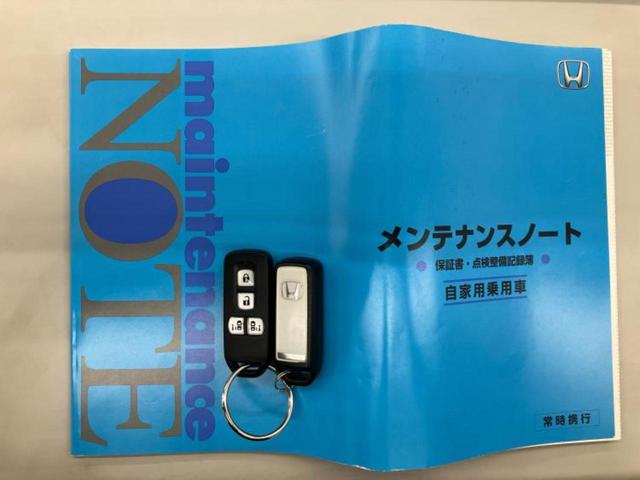 maintenance
NOTE
メンテナンスノート
保証書・点検整備記録簿
自家用乗用車
常時携行